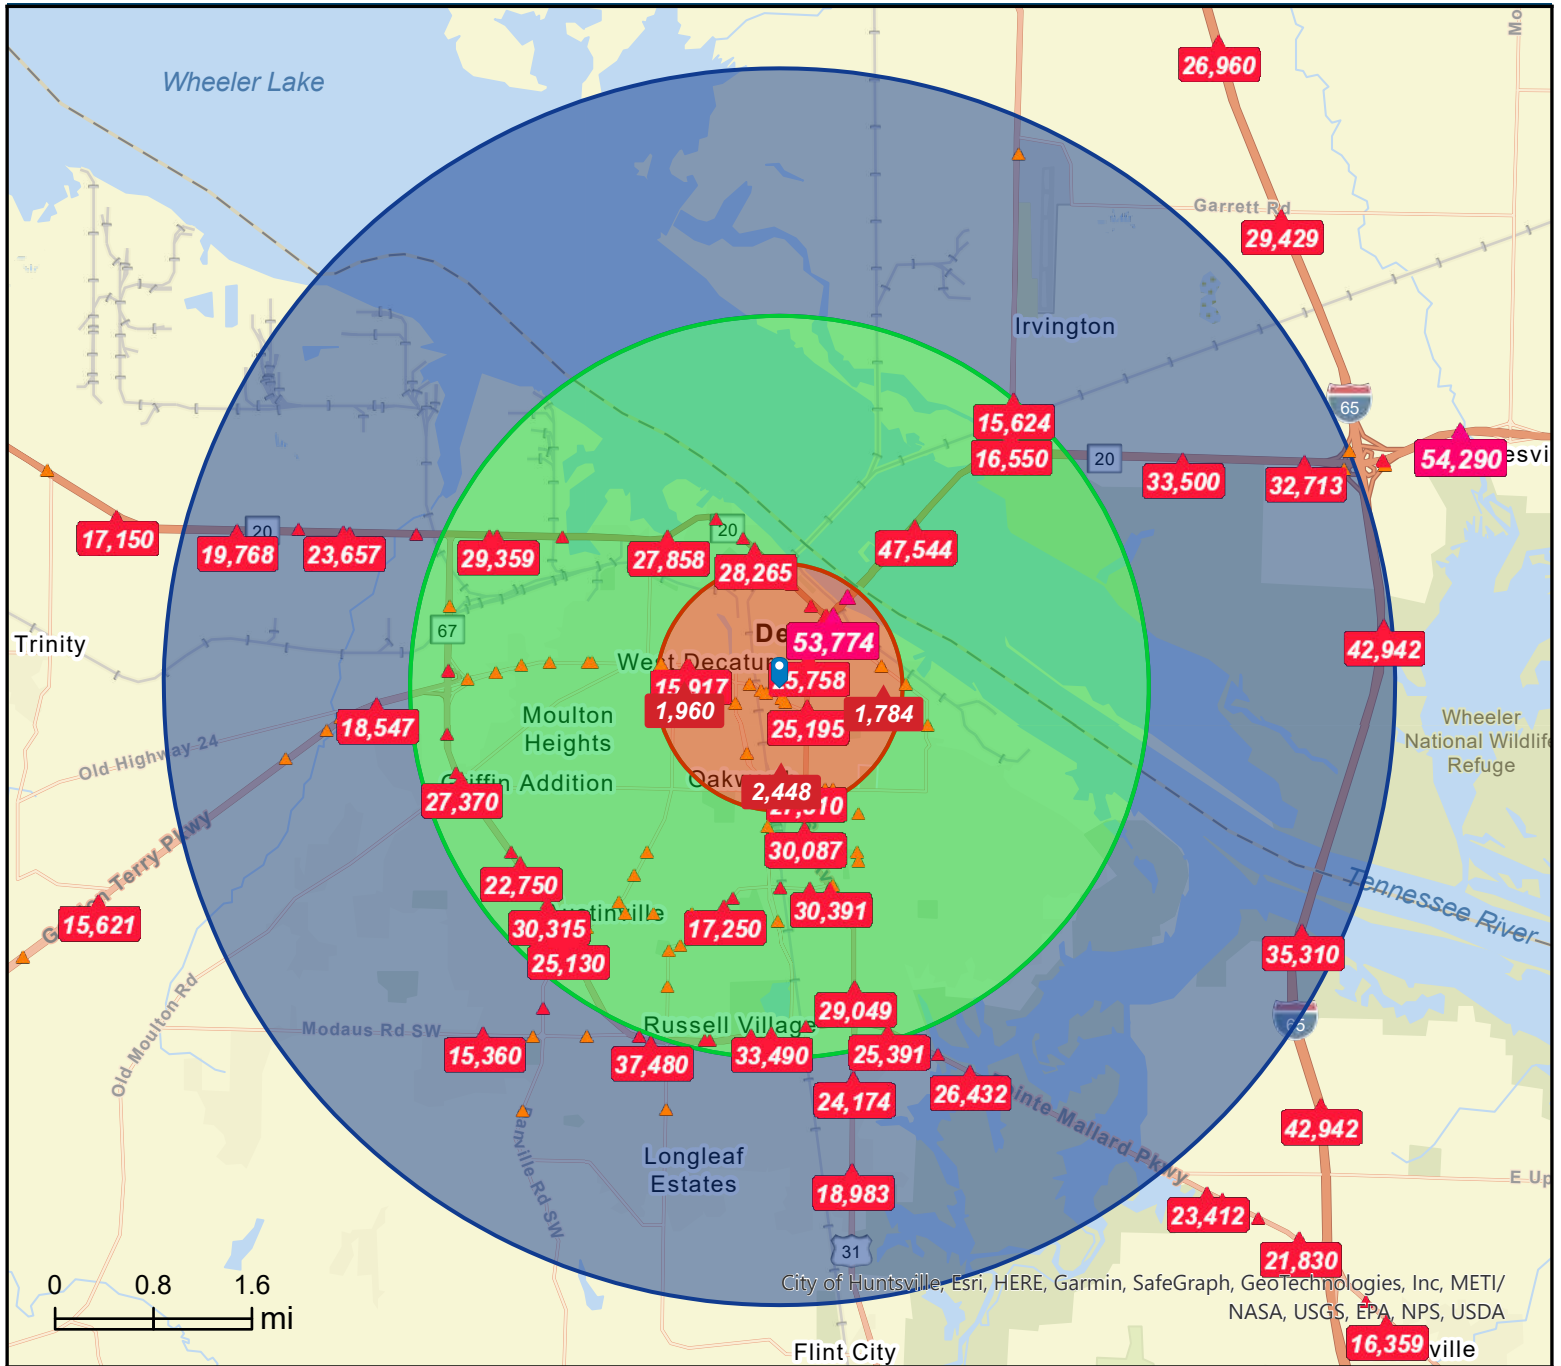 26,960
Wheeler Lake
Garrett Rd
29,429
Irvington
65
15,624
16,550
20
33,500
32,713
54,290
17,150
20
19,768
23,657
29,359
27,858
20
28,265
47,544
67
Trinity
53,774
42,942
West Decatur
15,917
1,960
25,195
1,784
18,547
Moulton
Heights
Old Highway 24
Wheeler
National Wildlife
Refuge
Griffin Addition
27,370
2,448
30,087
22,750
15,621
30,315
17,250
30,391
25,130
Tennessee River
35,310
29,049
Modaus Rd SW
Russell Village
Old Moulton Rd
15,360
37,480
33,490
25,391
65
24,174
26,432
42,942
Longleaf
Estates
18,983
23,412
31
21,830
0 0.8 1.6
mi
City of Huntsville, Esri, HERE, Garmin, SafeGraph, GeoTechnologies, Inc, METI/
NASA, USGS, EPA, NPS, USDA
16,359
Flint City